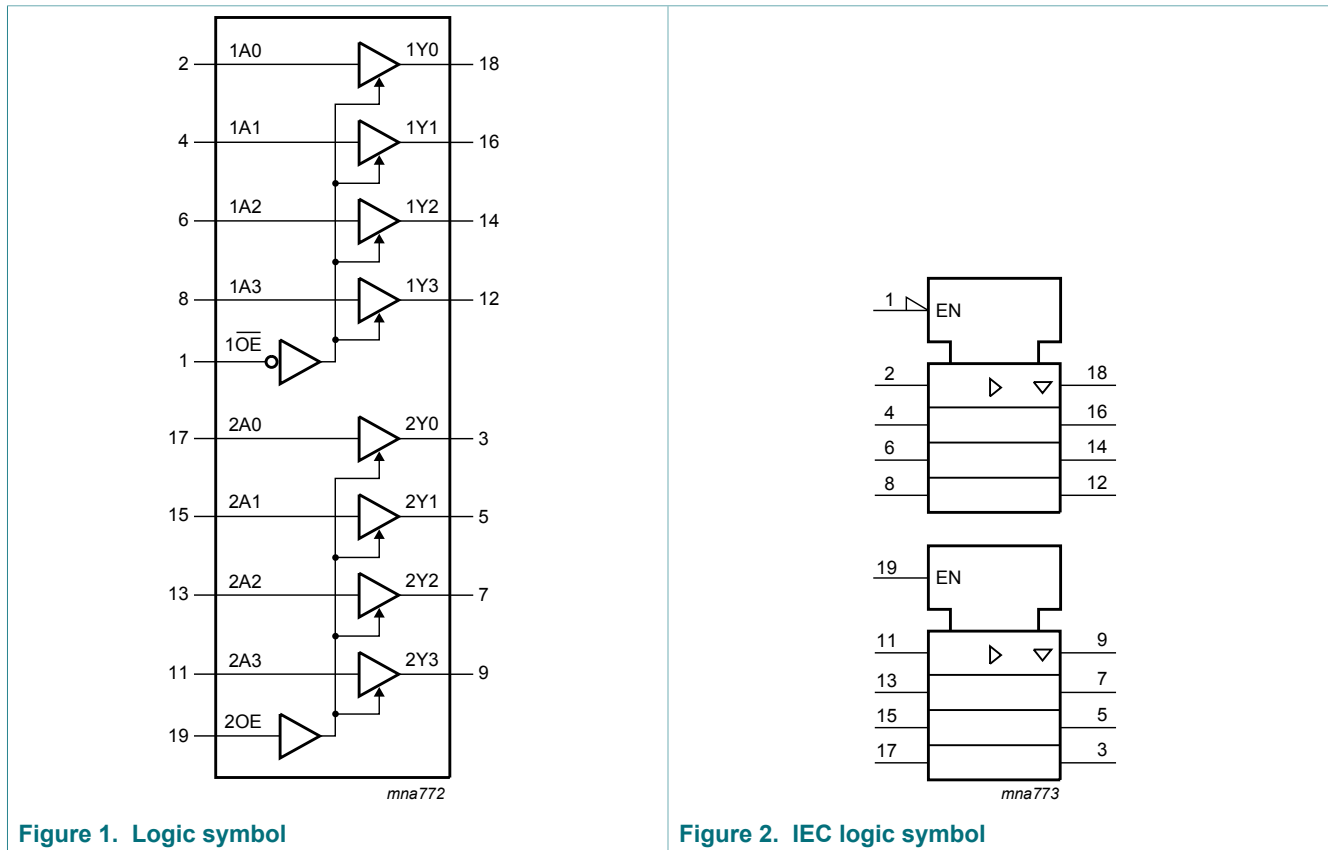 2 1A0 1Y0 18
4 1A1 1Y1 16
6 1A2 1Y2 14
8 1A3 1Y3 12
1 1O̅E̅
17 2A0 2Y0 3
15 2A1 2Y1 5
13 2A2 2Y2 7
11 2A3 2Y3 9
19 2OE
mna772
Figure 1. Logic symbol
1 EN
2 18
4 16
6 14
8 12
19 EN
11 9
13 7
15 5
17 3
mna773
Figure 2. IEC logic symbol